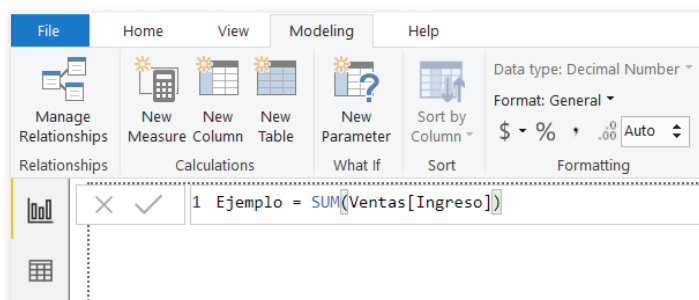 File Home View Modeling Help
Manage Relationships
New Measure
New Column
New Table
New Parameter
Sort by Column
Data type: Decimal Number
Format: General
$ % , .00 Auto
Relationships Calculations What If Sort Formatting
1 Ejemplo = SUM(Ventas[Ingreso])